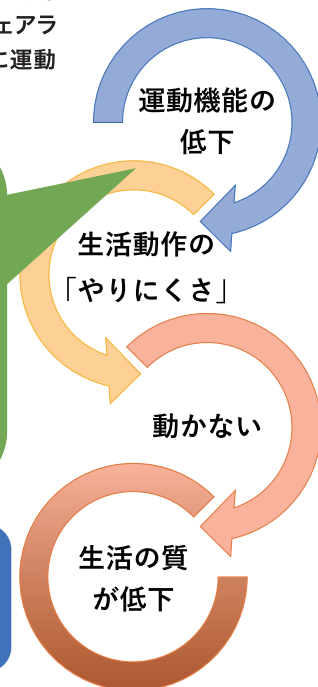 ェアラ
に運動
運動機能の
低下
生活動作の
「やりにくさ」
動かない
生活の質
が低下